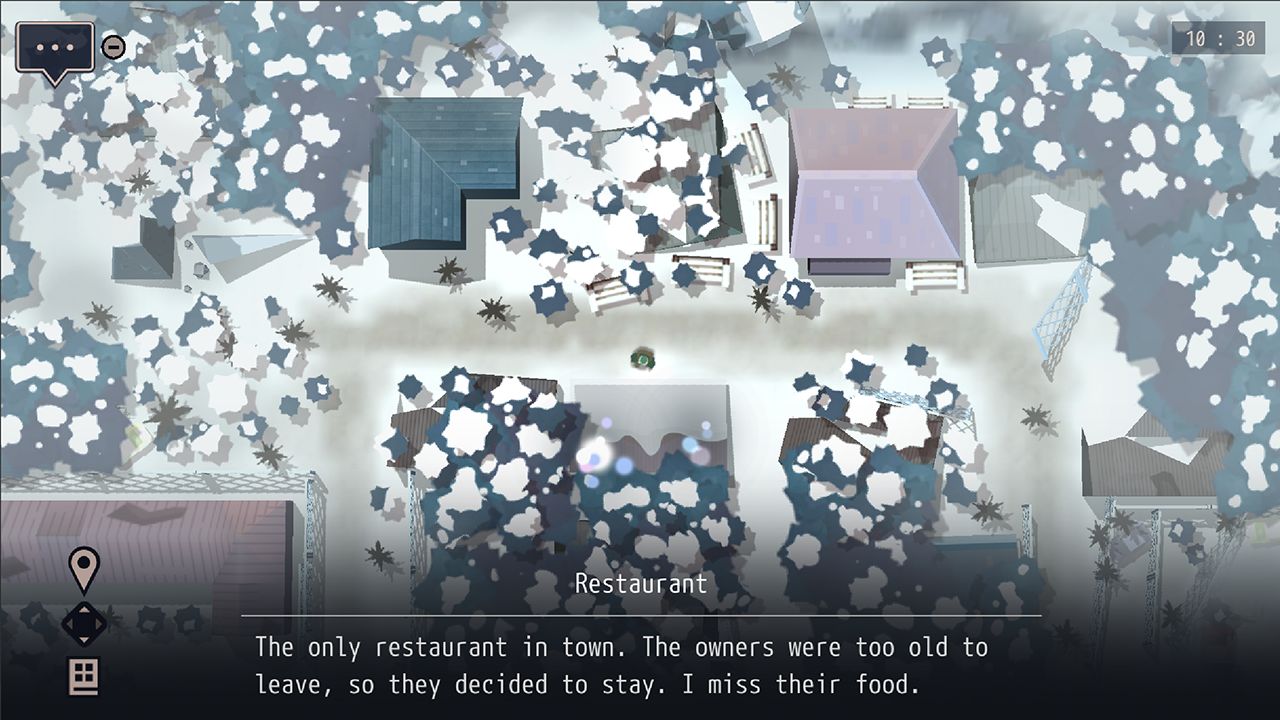 10 : 30
Restaurant
The only restaurant in town. The owners were too old to
leave, so they decided to stay. I miss their food.